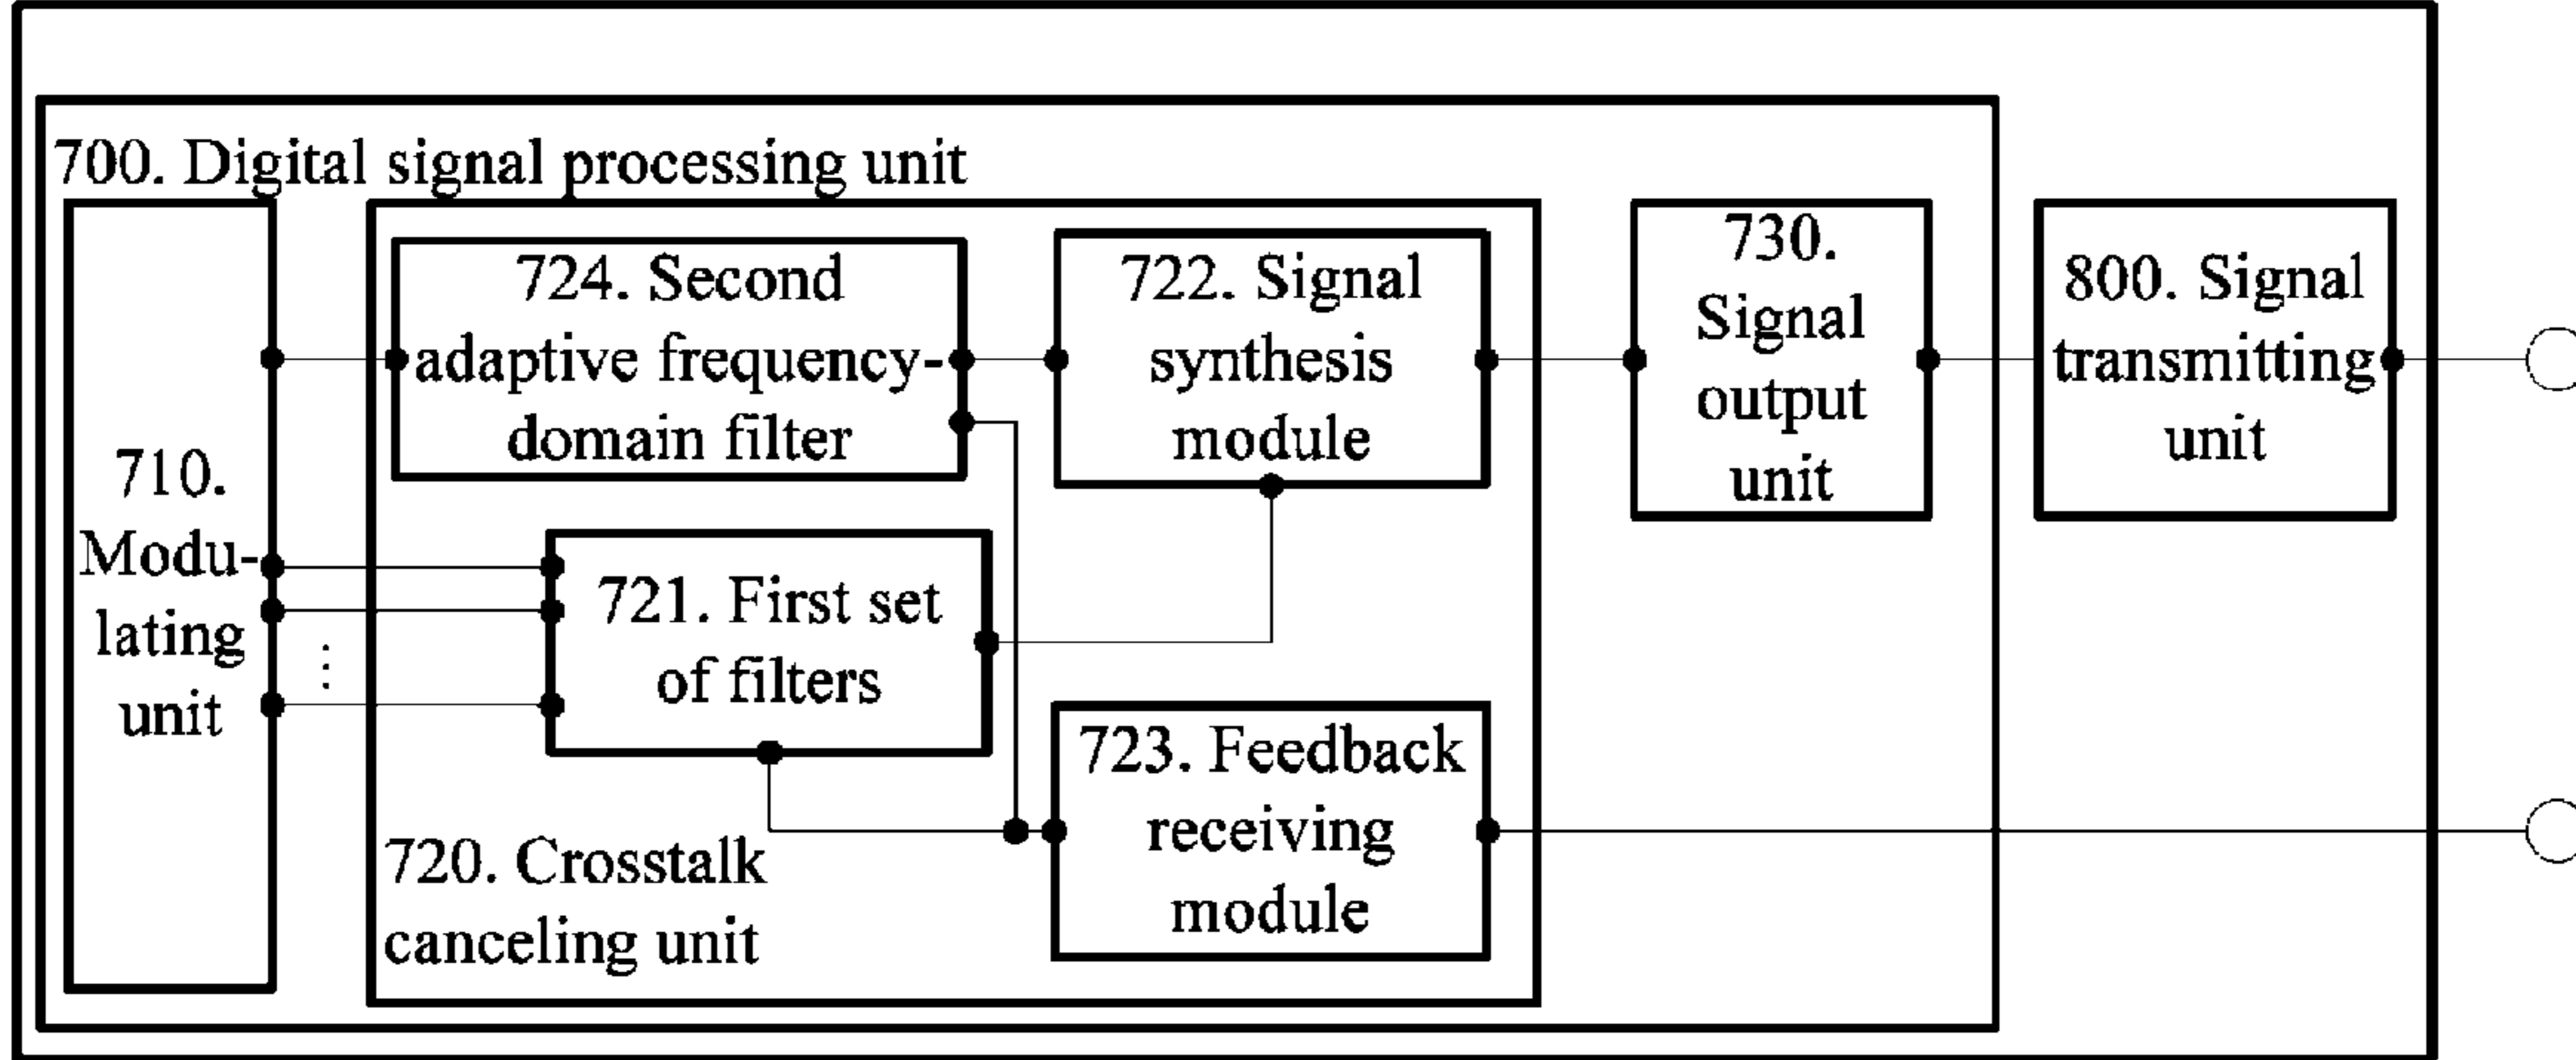 700. Digital signal processing unit
710.
Modu-
lating
unit
724. Second
adaptive frequency-
domain filter
722. Signal
synthesis
module
730.
Signal
output
unit
800. Signal
transmitting
unit
721. First set
of filters
723. Feedback
receiving
module
720. Crosstalk
canceling unit